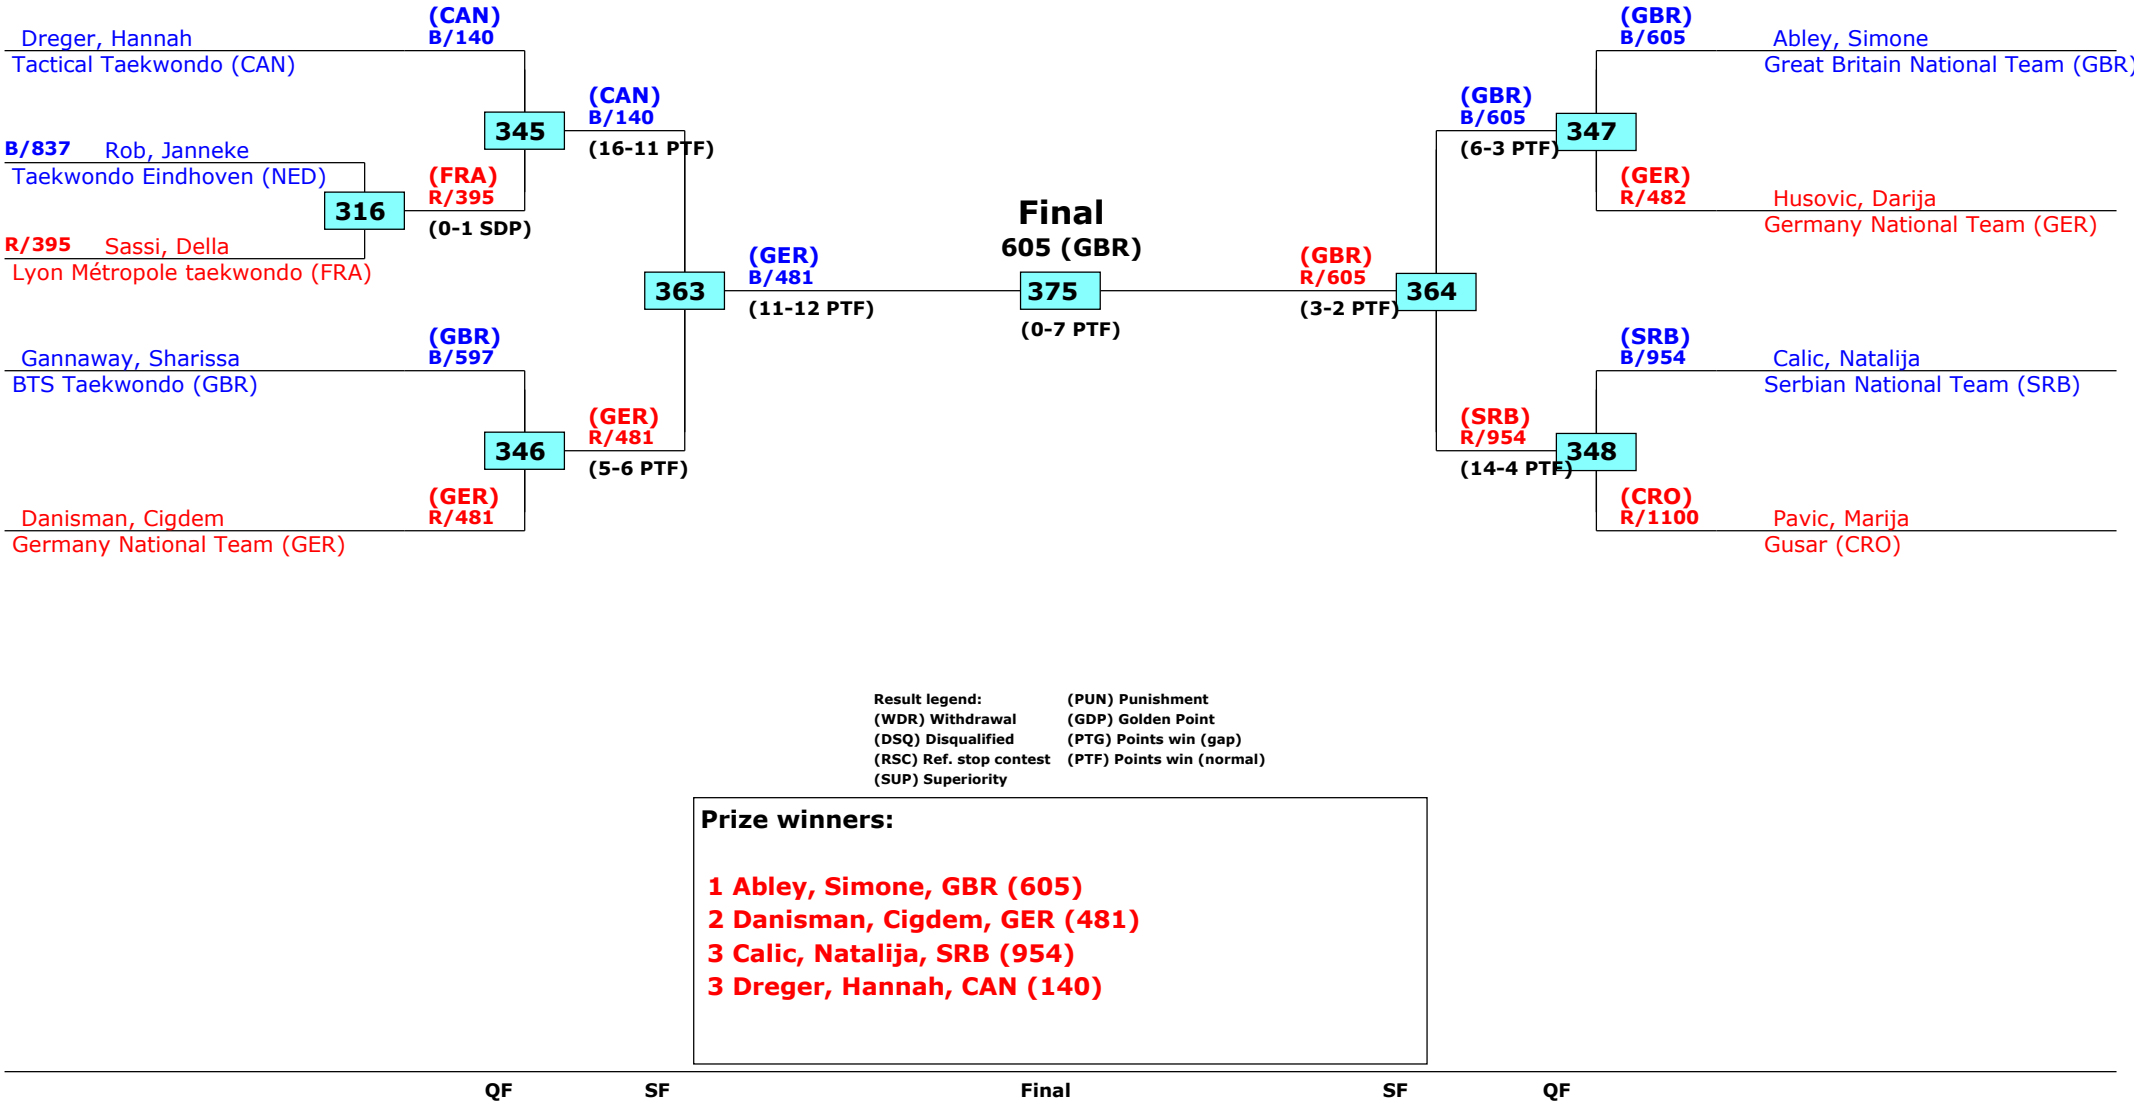 (CAN)
B/140
Dreger, Hannah
Tactical Taekwondo (CAN)
B/837 Rob, Janneke
Taekwondo Eindhoven (NED)
316
(FRA)
R/395
(0-1 SDP)
R/395 Sassi, Della
Lyon Métropole taekwondo (FRA)
345
(CAN)
B/140
(16-11 PTF)
(GBR)
B/597
Gannaway, Sharissa
BTS Taekwondo (GBR)
346
(GER)
R/481
(5-6 PTF)
(GER)
R/481
Danisman, Cigdem
Germany National Team (GER)
363
(GER)
B/481
(11-12 PTF)
Final
605 (GBR)
375
(0-7 PTF)
(GBR)
R/605
(3-2 PTF)
364
(GBR)
B/605
(6-3 PTF)
347
(GBR)
B/605
Abley, Simone
Great Britain National Team (GBR)
(GER)
R/482
Husovic, Darija
Germany National Team (GER)
(SRB)
R/954
(14-4 PTF)
348
(SRB)
B/954
Calic, Natalija
Serbian National Team (SRB)
(CRO)
R/1100
Pavic, Marija
Gusar (CRO)
Result legend: (PUN) Punishment
(WDR) Withdrawal (GDP) Golden Point
(DSQ) Disqualified (PTG) Points win (gap)
(RSC) Ref. stop contest (PTF) Points win (normal)
(SUP) Superiority
Prize winners:
1 Abley, Simone, GBR (605)
2 Danisman, Cigdem, GER (481)
3 Calic, Natalija, SRB (954)
3 Dreger, Hannah, CAN (140)
QF SF Final SF QF